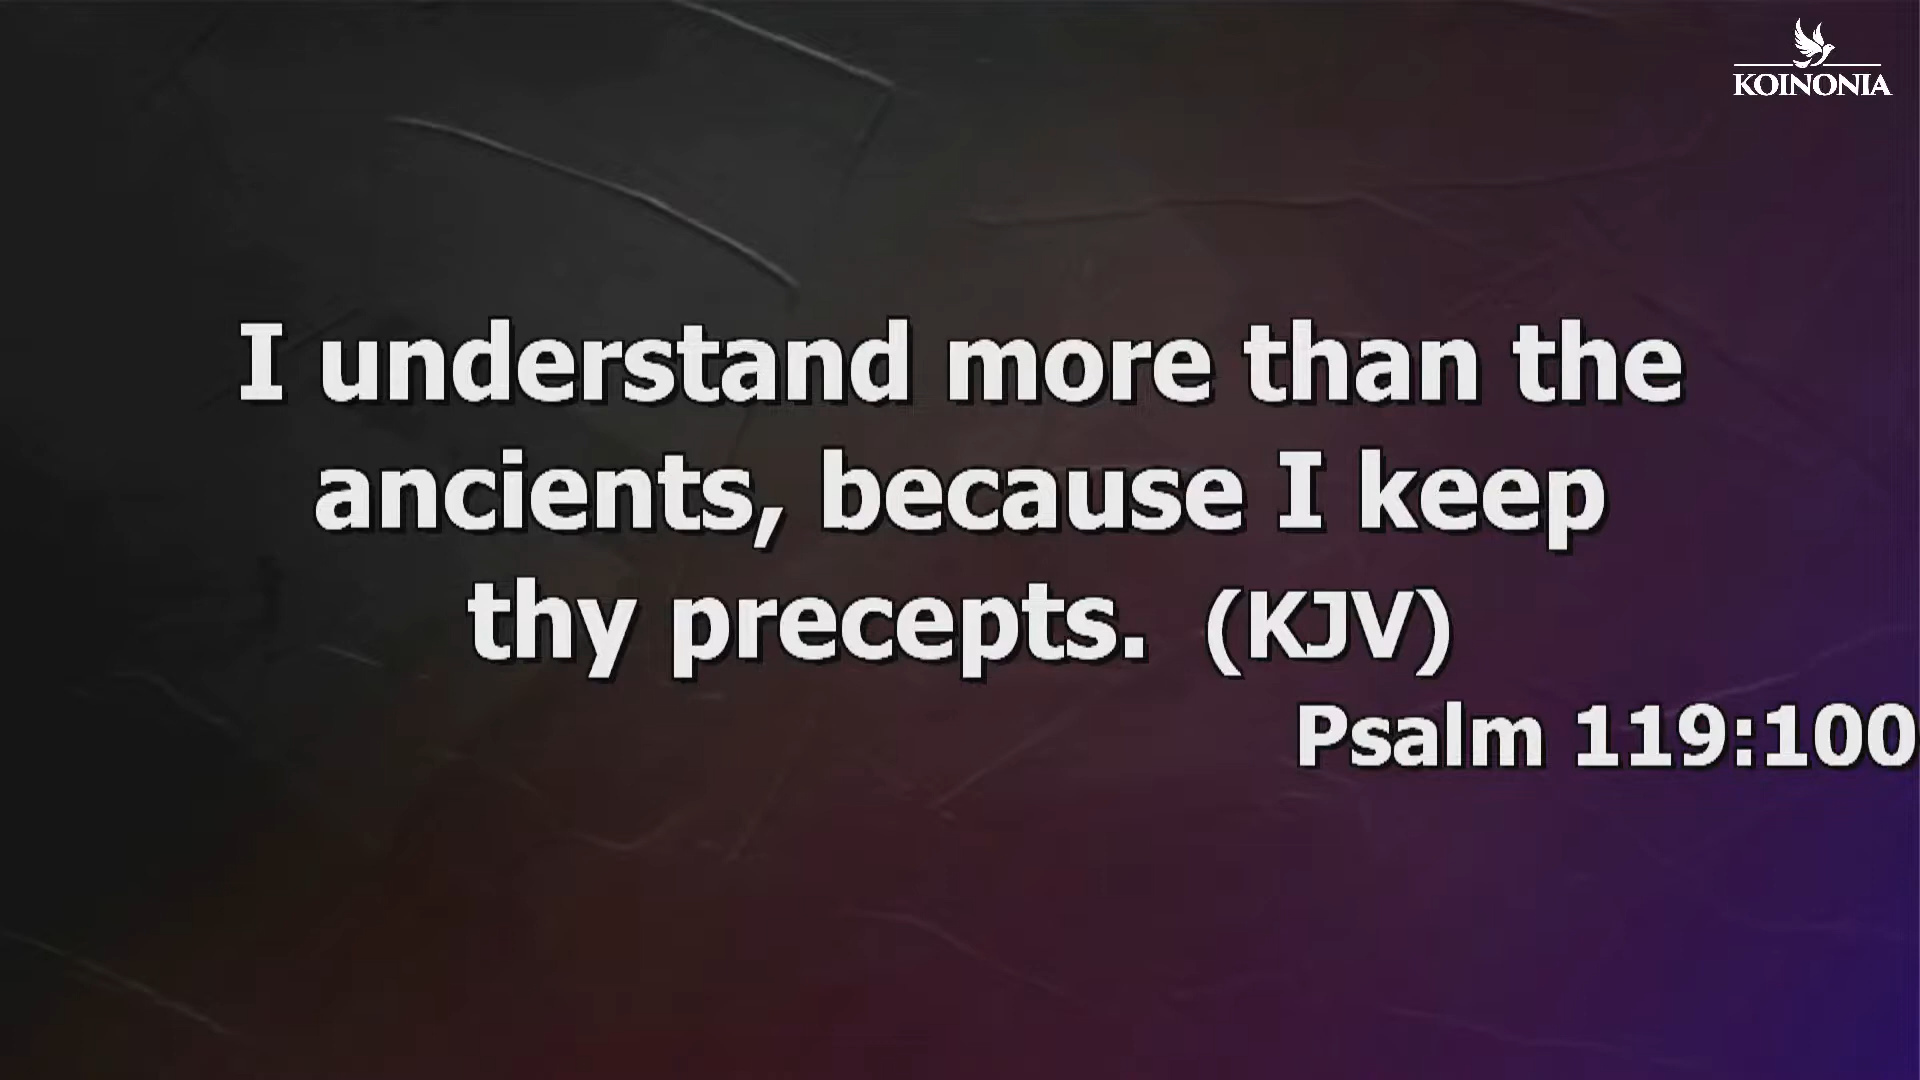 KOINONIA
I understand more than the
ancients, because I keep
thy precepts. (KJV)
Psalm 119:100